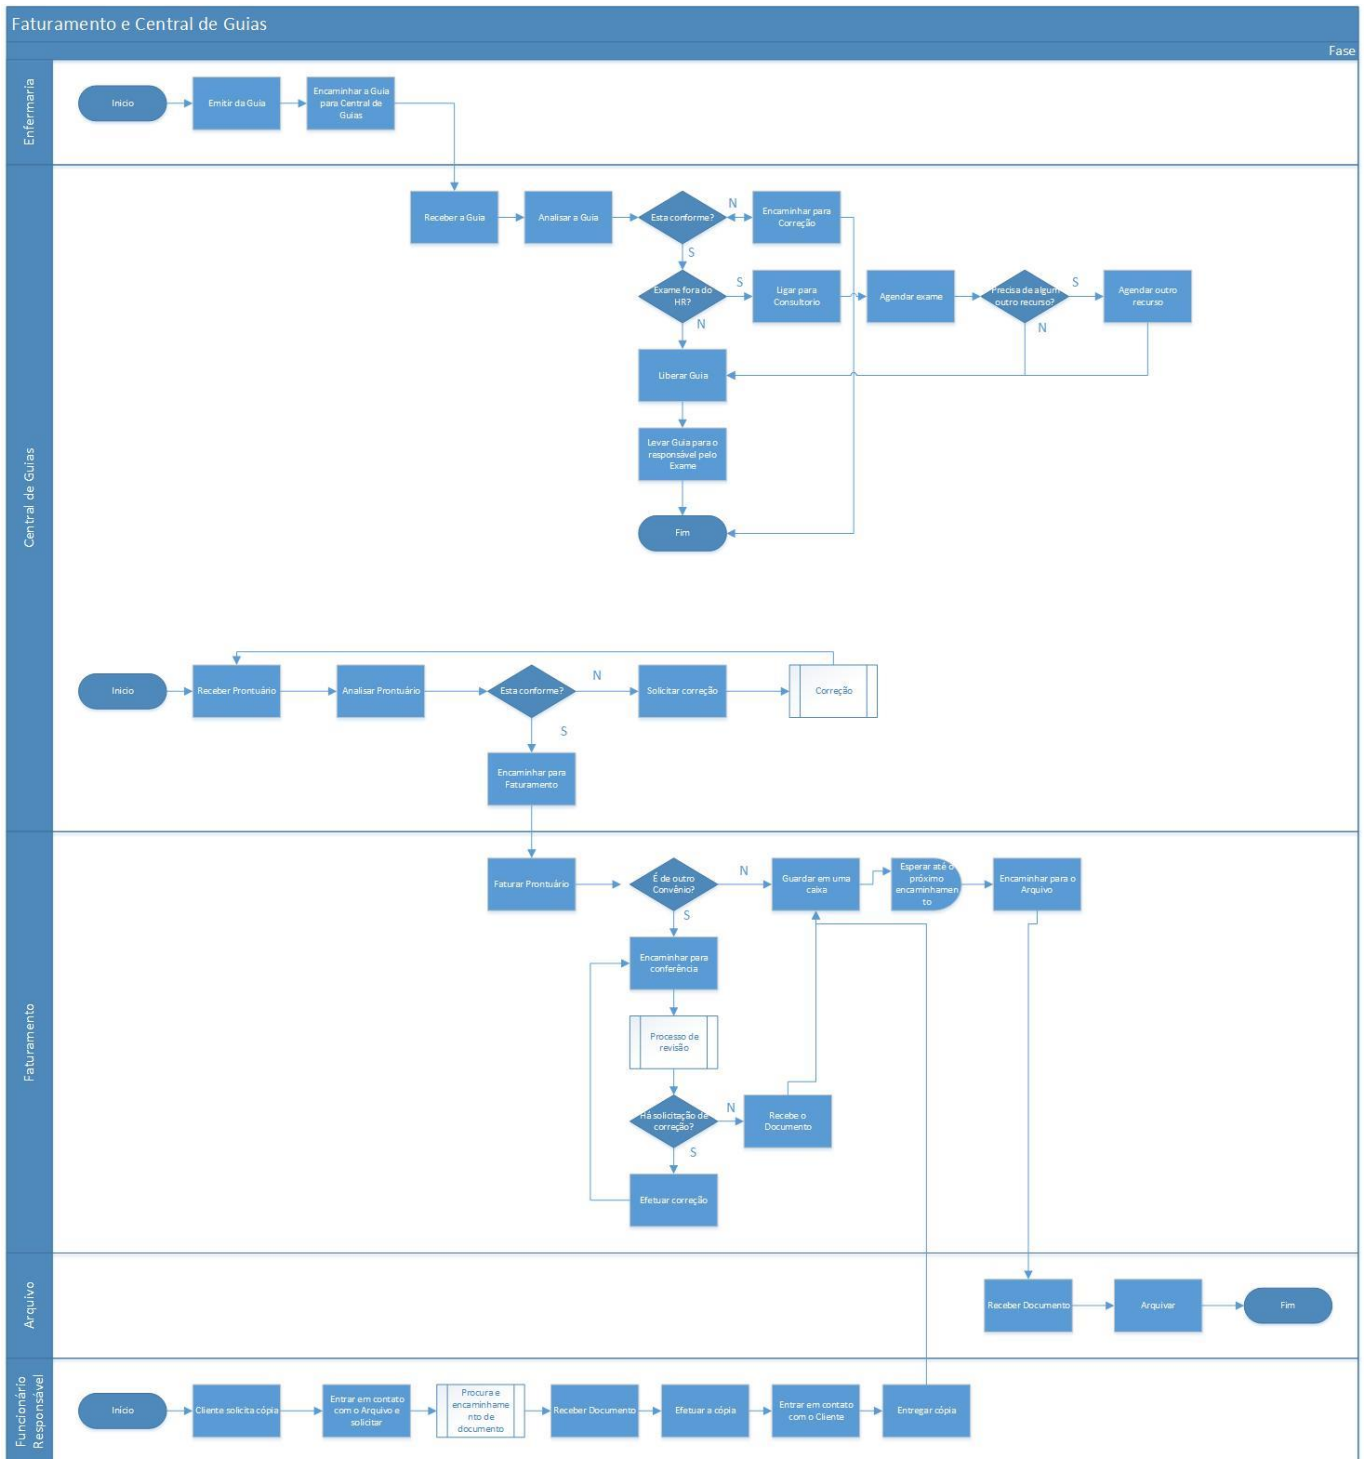 Faturamento e Central de Guias
Fase
Enfermaria
Inicio
Emitir da Guia
Encaminhar a Guia
para Central de
Guias
Central de Guias
Receber a Guia
Analisar a Guia
Esta conforme?
N
Encaminhar para
Correção
S
Exame fora do
HR?
S
Ligar para
Consultorio
Agendar exame
Precisa de algum
outro recurso?
S
Agendar outro
recurso
N
N
Liberar Guia
Levar Guia para o
responsável pelo
Exame
Fim
Inicio
Receber Prontuário
Analisar Prontuário
Esta conforme?
N
Solicitar correção
Correção
S
Encaminhar para
Faturamento
Faturamento
Faturar Prontuário
É de outro
Convênio?
N
Guardar em uma
caixa
Esperar até o
próximo
encaminhamen
to
Encaminhar para o
Arquivo
S
Encaminhar para
conferência
Processo de
revisão
Há solicitação de
correção?
N
Recebe o
Documento
S
Efetuar correção
Arquivo
Receber Documento
Arquivar
Fim
Funcionário
Responsável
Início
Cliente solicita cópia
Entrar em contato
com o Arquivo e
solicitar
Procura e
encaminhame
nto de
documento
Receber Documento
Efetuar a cópia
Entrar em contato
com o Cliente
Entregar cópia